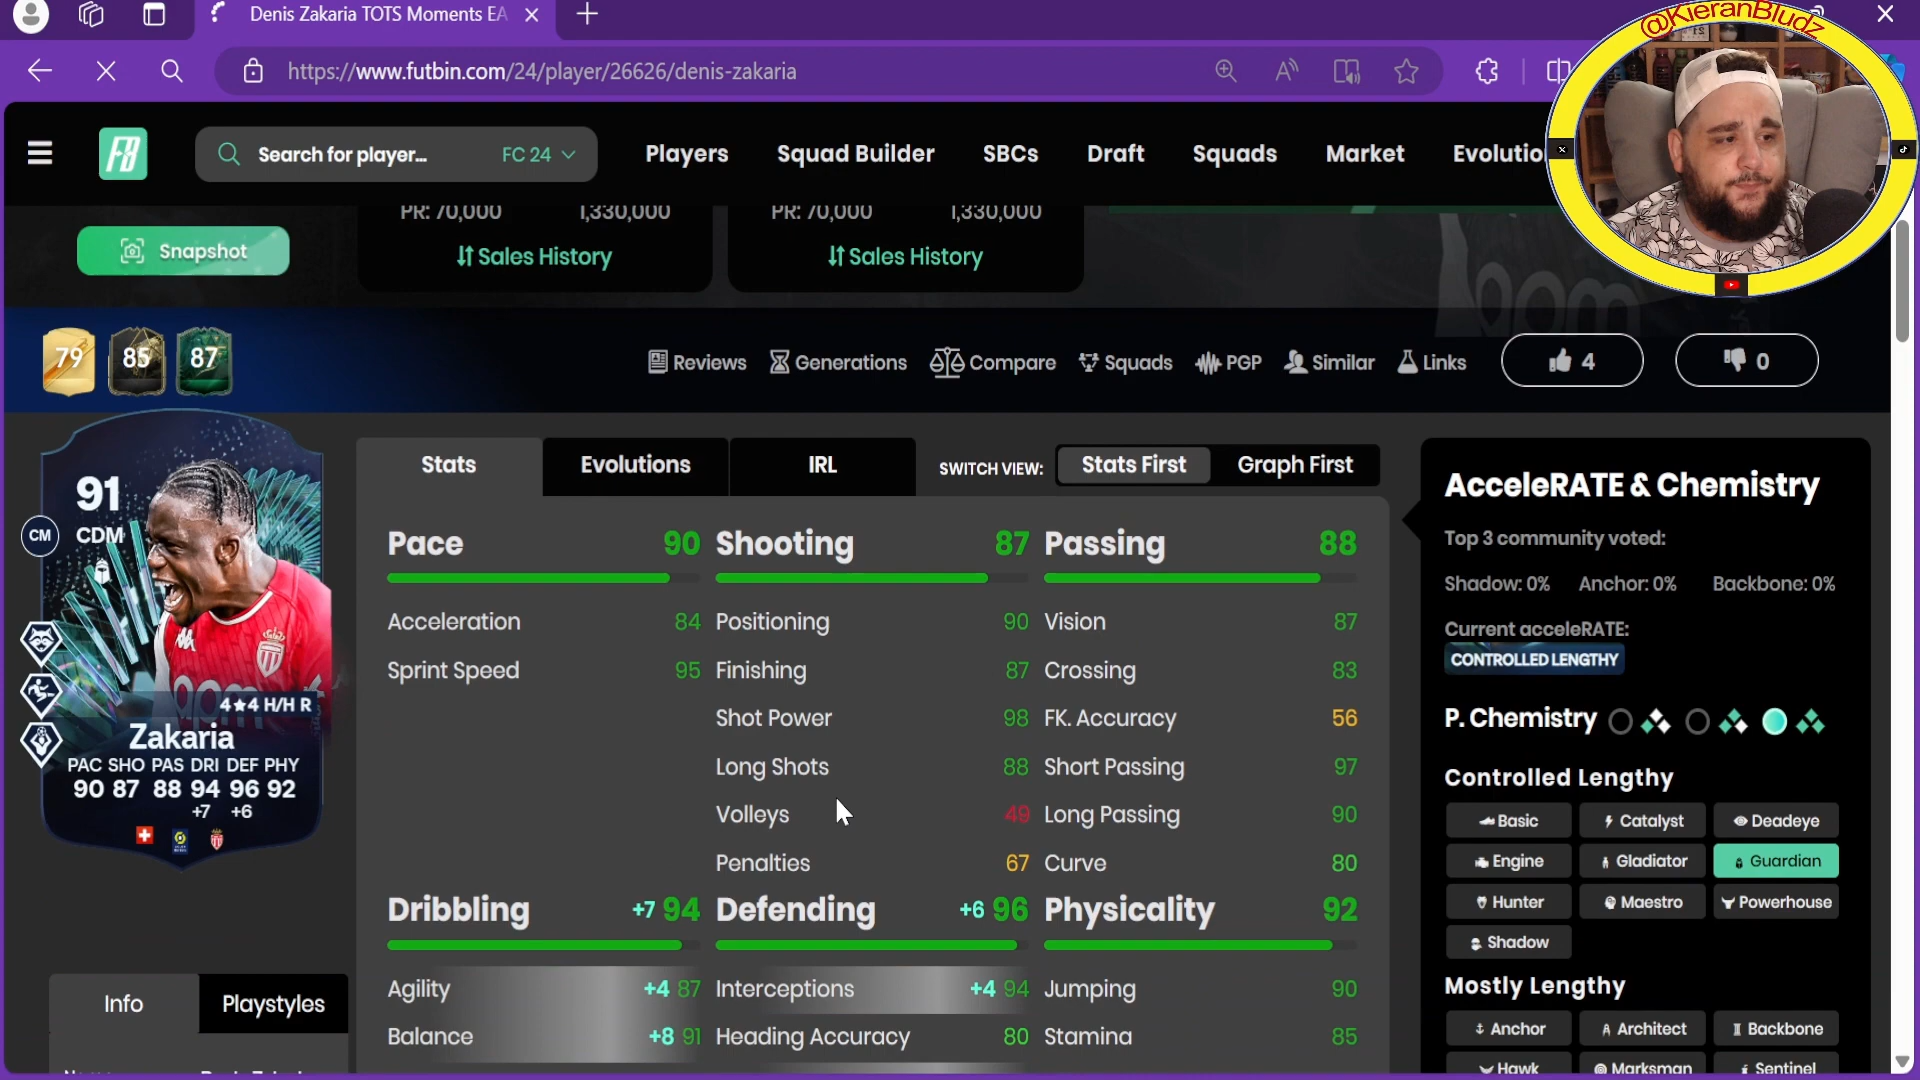 Denis Zakaria TOTS Moments EA
@KieranBludz
https://www.futbin.com/24/player/26626/denis-zakaria
Search for player...
FC 24
Players
Squad Builder
SBCs
Draft
Squads
Market
Evolutio
PR: 70,000
1,330,000
PR: 70,000
1,330,000
Snapshot
Sales History
Sales History
79
85
87
Reviews
Generations
Compare
Squads
PGP
Similar
Links
4
0
91
CM
CDM
4★4 H/H R
Zakaria
PAC SHO PAS DRI DEF PHY
90 87 88 94 96 92
+7 +6
Info
Playstyles
Stats
Evolutions
IRL
SWITCH VIEW:
Stats First
Graph First
Pace 90
Acceleration 84
Sprint Speed 95
Shooting 87
Positioning 90
Finishing 87
Shot Power 98
Long Shots 88
Volleys 49
Penalties 67
Passing 88
Vision 87
Crossing 83
FK. Accuracy 56
Short Passing 97
Long Passing 90
Curve 80
Dribbling +7 94
Agility +4 87
Balance +8 91
Defending +6 96
Interceptions +4 94
Heading Accuracy 80
Physicality 92
Jumping 90
Stamina 85
AcceleRATE & Chemistry
Top 3 community voted:
Shadow: 0% Anchor: 0% Backbone: 0%
Current acceleRATE:
CONTROLLED LENGTHY
P. Chemistry
Controlled Lengthy
Basic
Catalyst
Deadeye
Engine
Gladiator
Guardian
Hunter
Maestro
Powerhouse
Shadow
Mostly Lengthy
Anchor
Architect
Backbone
Hawk
Marksman
Sentinel